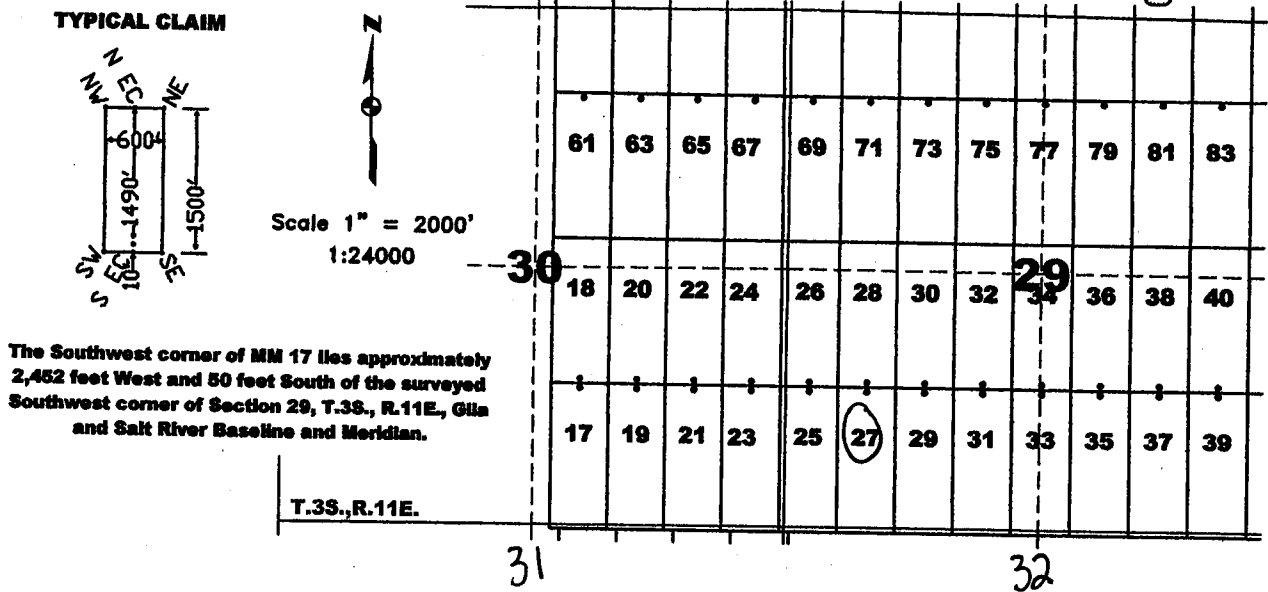 TYPICAL CLAIM
N
NW
N EC
NE
600'
1490'
1500'
SW
S EC
10'
SE
Scale 1" = 2000'
1:24000
The Southwest corner of MM 17 lies approximately
2,452 feet West and 50 feet South of the surveyed
Southwest corner of Section 29, T.3S., R.11E., Gila
and Salt River Baseline and Meridian.
T.3S.,R.11E.
61 63 65 67 69 71 73 75 77 79 81 83
30 29
18 20 22 24 26 28 30 32 34 36 38 40
17 19 21 23 25 27 29 31 33 35 37 39
31 32